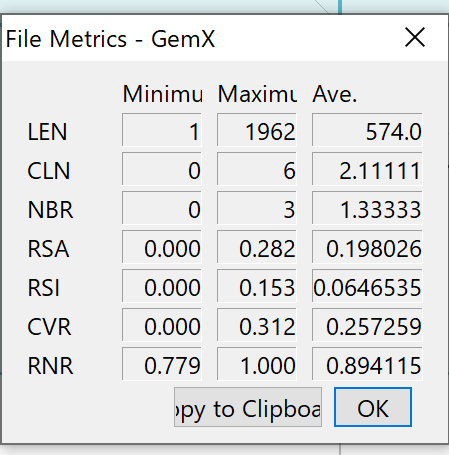 File Metrics - GemX
Minimu Maximu Ave.
LEN 1 1962 574.0
CLN 0 6 2.11111
NBR 0 3 1.33333
RSA 0.000 0.282 0.198026
RSI 0.000 0.153 0.0646535
CVR 0.000 0.312 0.257259
RNR 0.779 1.000 0.894115
opy to Clipboa OK